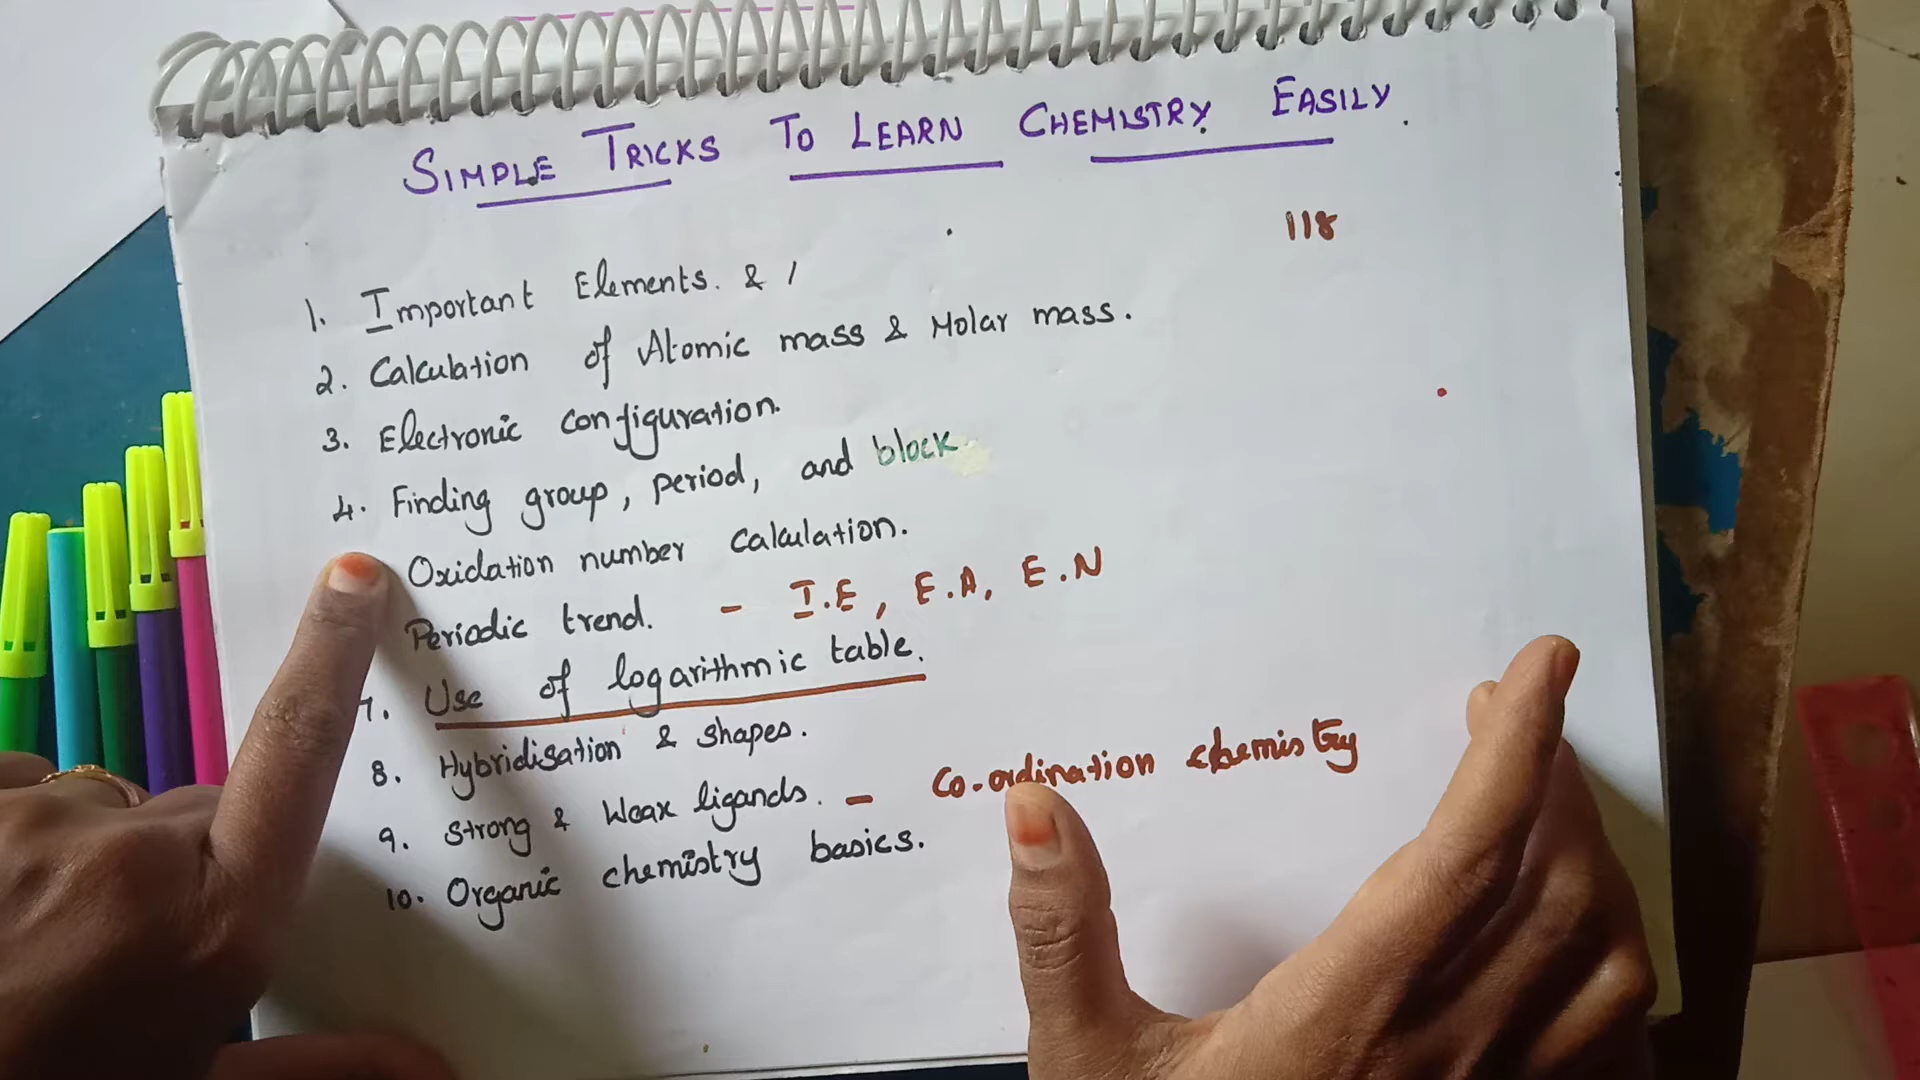 SIMPLE TRICKS TO LEARN CHEMISTRY EASILY.
118
1. Important Elements. & /
2. Calculation of Atomic mass & Molar mass.
3. Electronic configuration.
4. Finding group, period, and block
Oxidation number calculation.
Periodic trend. - I.E, E.A, E.N
7. Use of logarithmic table.
8. Hybridisation & shapes.
9. Strong & Weak ligands. - Co-ordination chemistry
10. Organic chemistry basics.